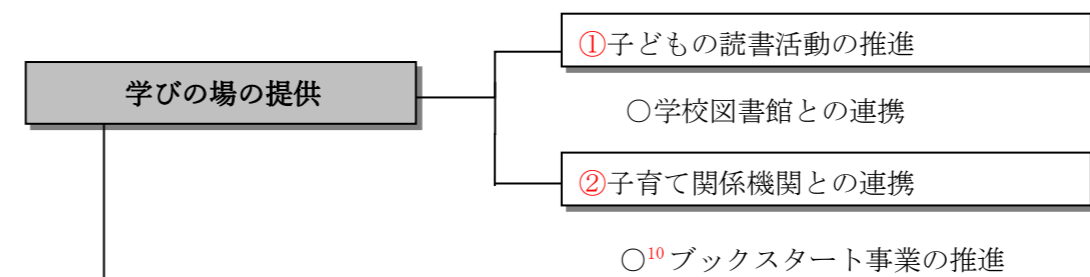 ①子どもの読書活動の推進
学びの場の提供
○学校図書館との連携
②子育て関係機関との連携
○10 ブックスタート事業の推進